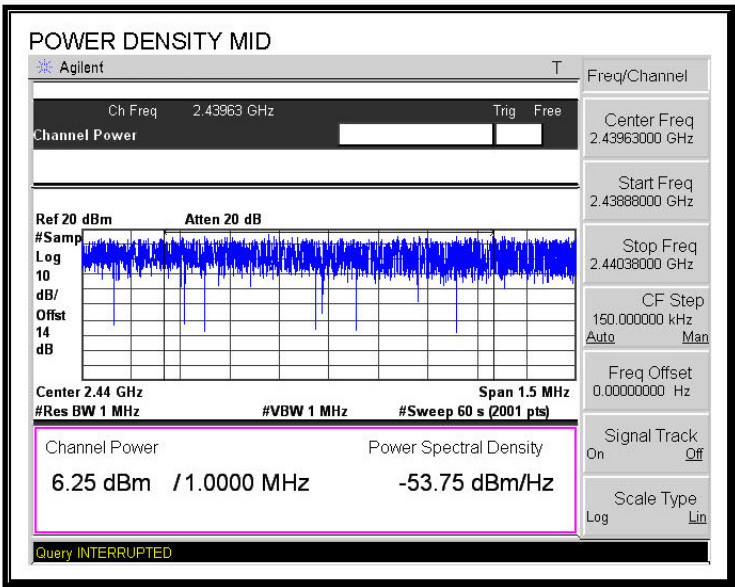 POWER DENSITY MID
Agilent T
Freq/Channel
Ch Freq 2.43963 GHz Trig Free
Channel Power
Center Freq
2.43963000 GHz
Start Freq
2.43888000 GHz
Ref 20 dBm Atten 20 dB
#Samp
Log
10
dB/
Offst
14
dB
Stop Freq
2.44038000 GHz
CF Step
150.000000 kHz
Auto Man
Center 2.44 GHz Span 1.5 MHz
#Res BW 1 MHz #VBW 1 MHz #Sweep 60 s (2001 pts)
Freq Offset
0.00000000 Hz
Channel Power Power Spectral Density
6.25 dBm / 1.0000 MHz -53.75 dBm/Hz
Signal Track
On Off
Scale Type
Log Lin
Query INTERRUPTED